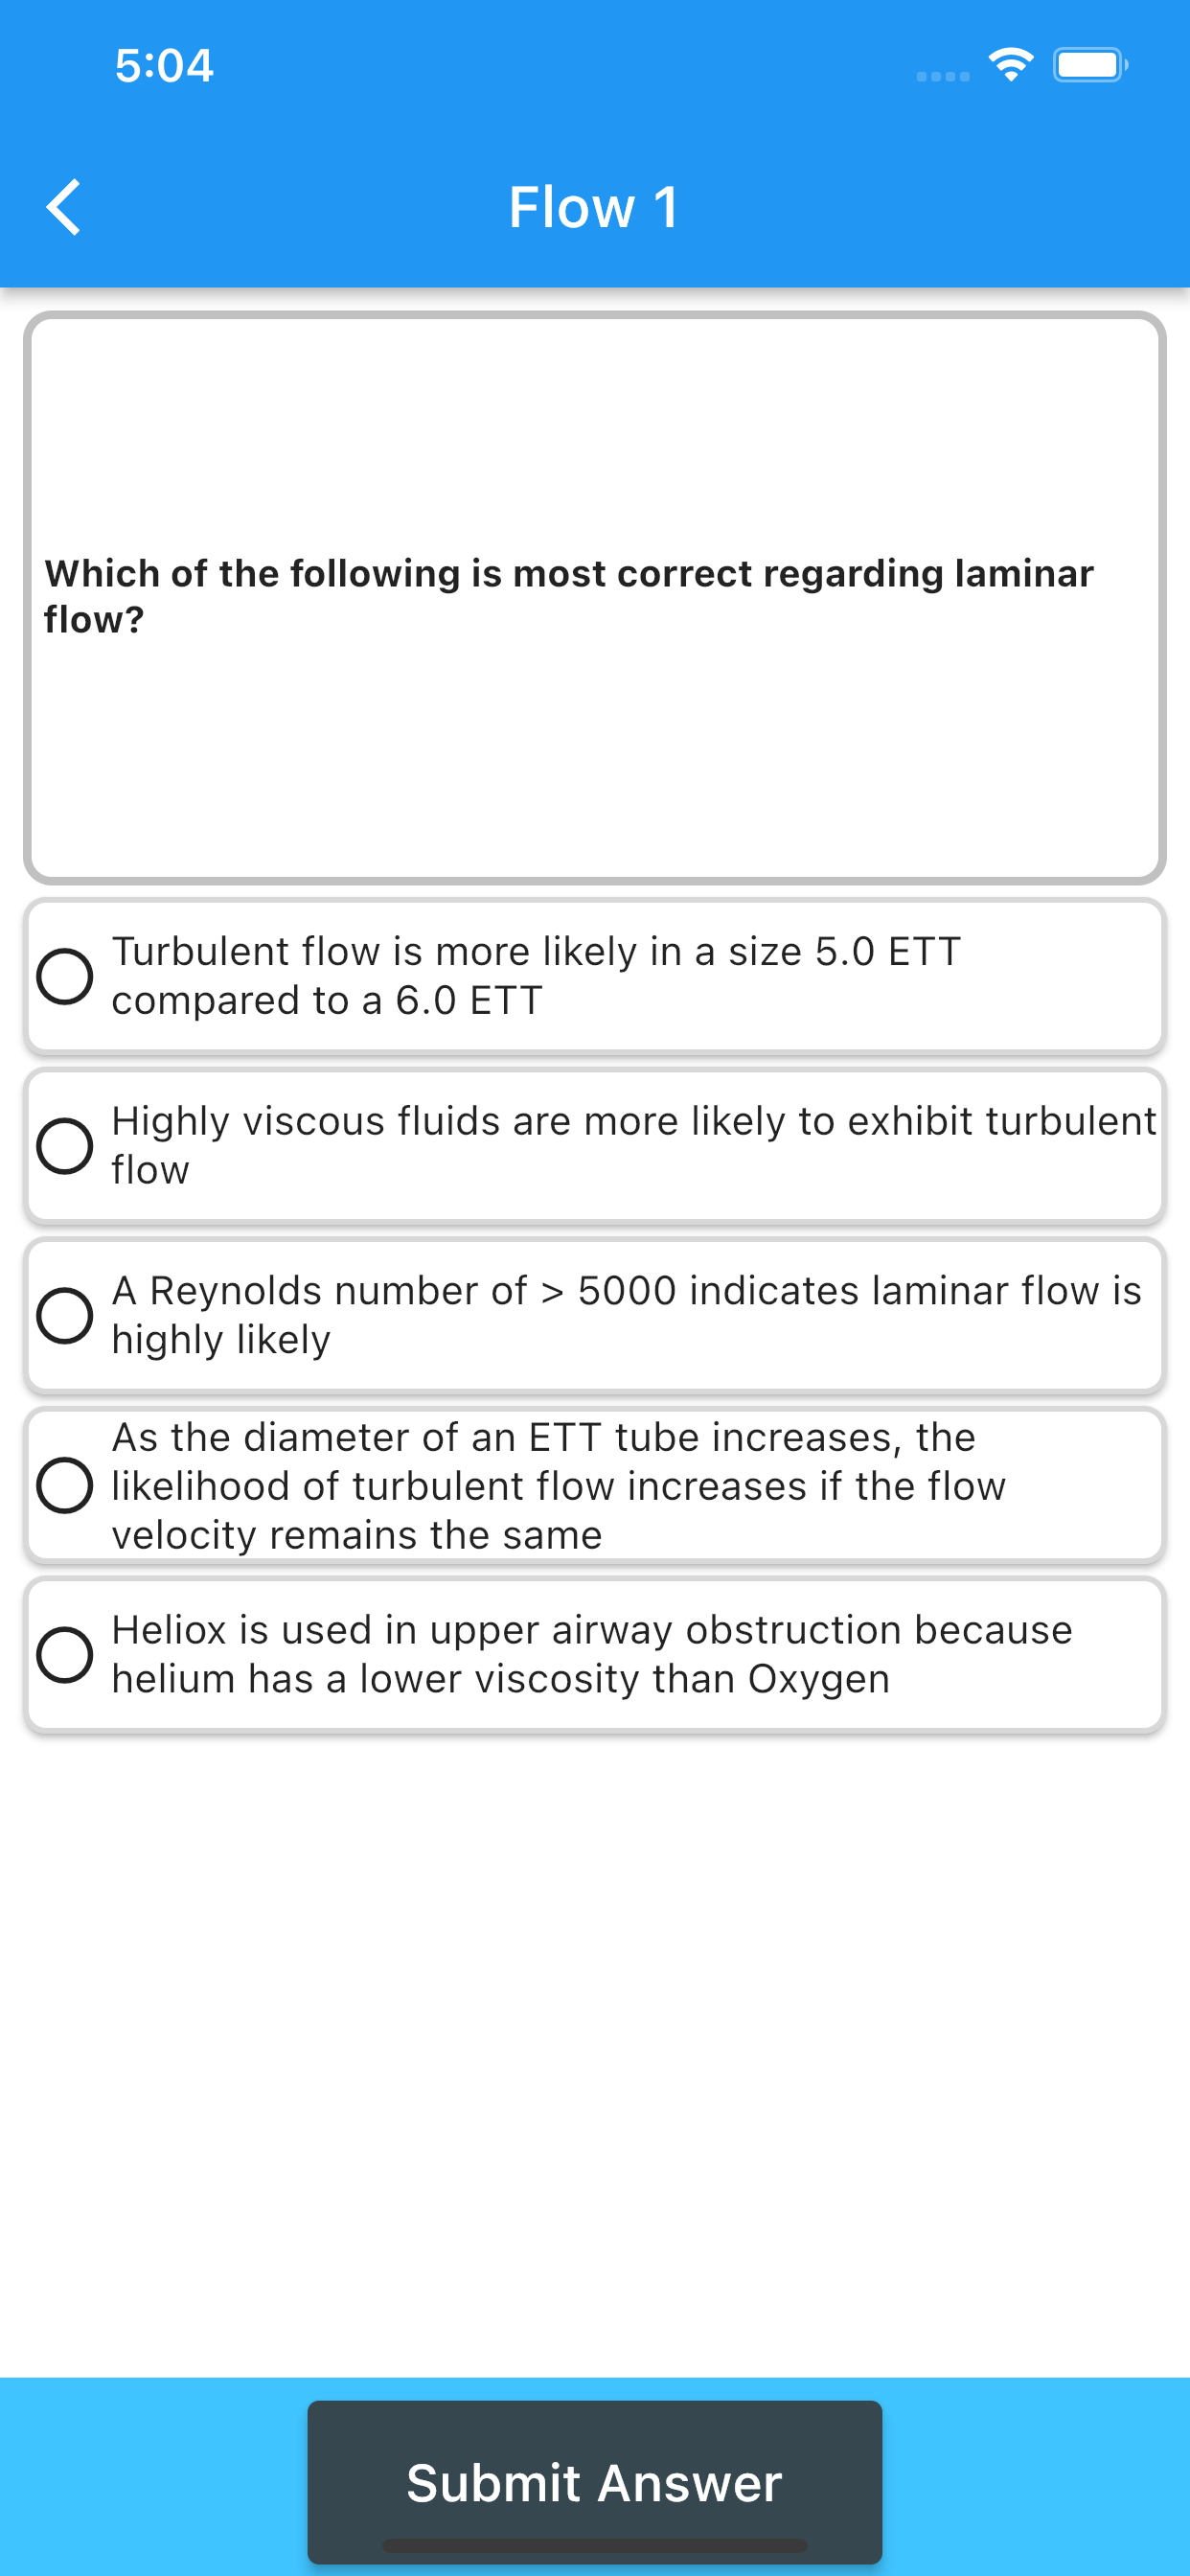 5:04
Flow 1
Which of the following is most correct regarding laminar
flow?
Turbulent flow is more likely in a size 5.0 ETT
compared to a 6.0 ETT
Highly viscous fluids are more likely to exhibit turbulent
flow
A Reynolds number of > 5000 indicates laminar flow is
highly likely
As the diameter of an ETT tube increases, the
likelihood of turbulent flow increases if the flow
velocity remains the same
Heliox is used in upper airway obstruction because
helium has a lower viscosity than Oxygen
Submit Answer